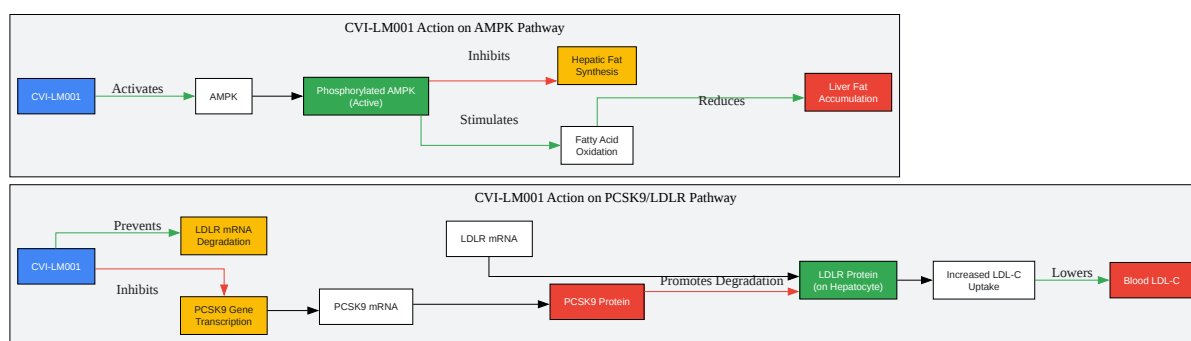 CVI-LM001 Action on AMPK Pathway
Inhibits
Hepatic Fat
Synthesis
CVI-LM001
Activates
AMPK
Phosphorylated AMPK
(Active)
Reduces
Liver Fat
Accumulation
Stimulates
Fatty Acid
Oxidation
CVI-LM001 Action on PCSK9/LDLR Pathway
Prevents
LDLR mRNA
Degradation
LDLR mRNA
CVI-LM001
Inhibits
PCSK9 Gene
Transcription
PCSK9 mRNA
PCSK9 Protein
Promotes Degradation
LDLR Protein
(on Hepatocyte)
Increased LDL-C
Uptake
Lowers
Blood LDL-C